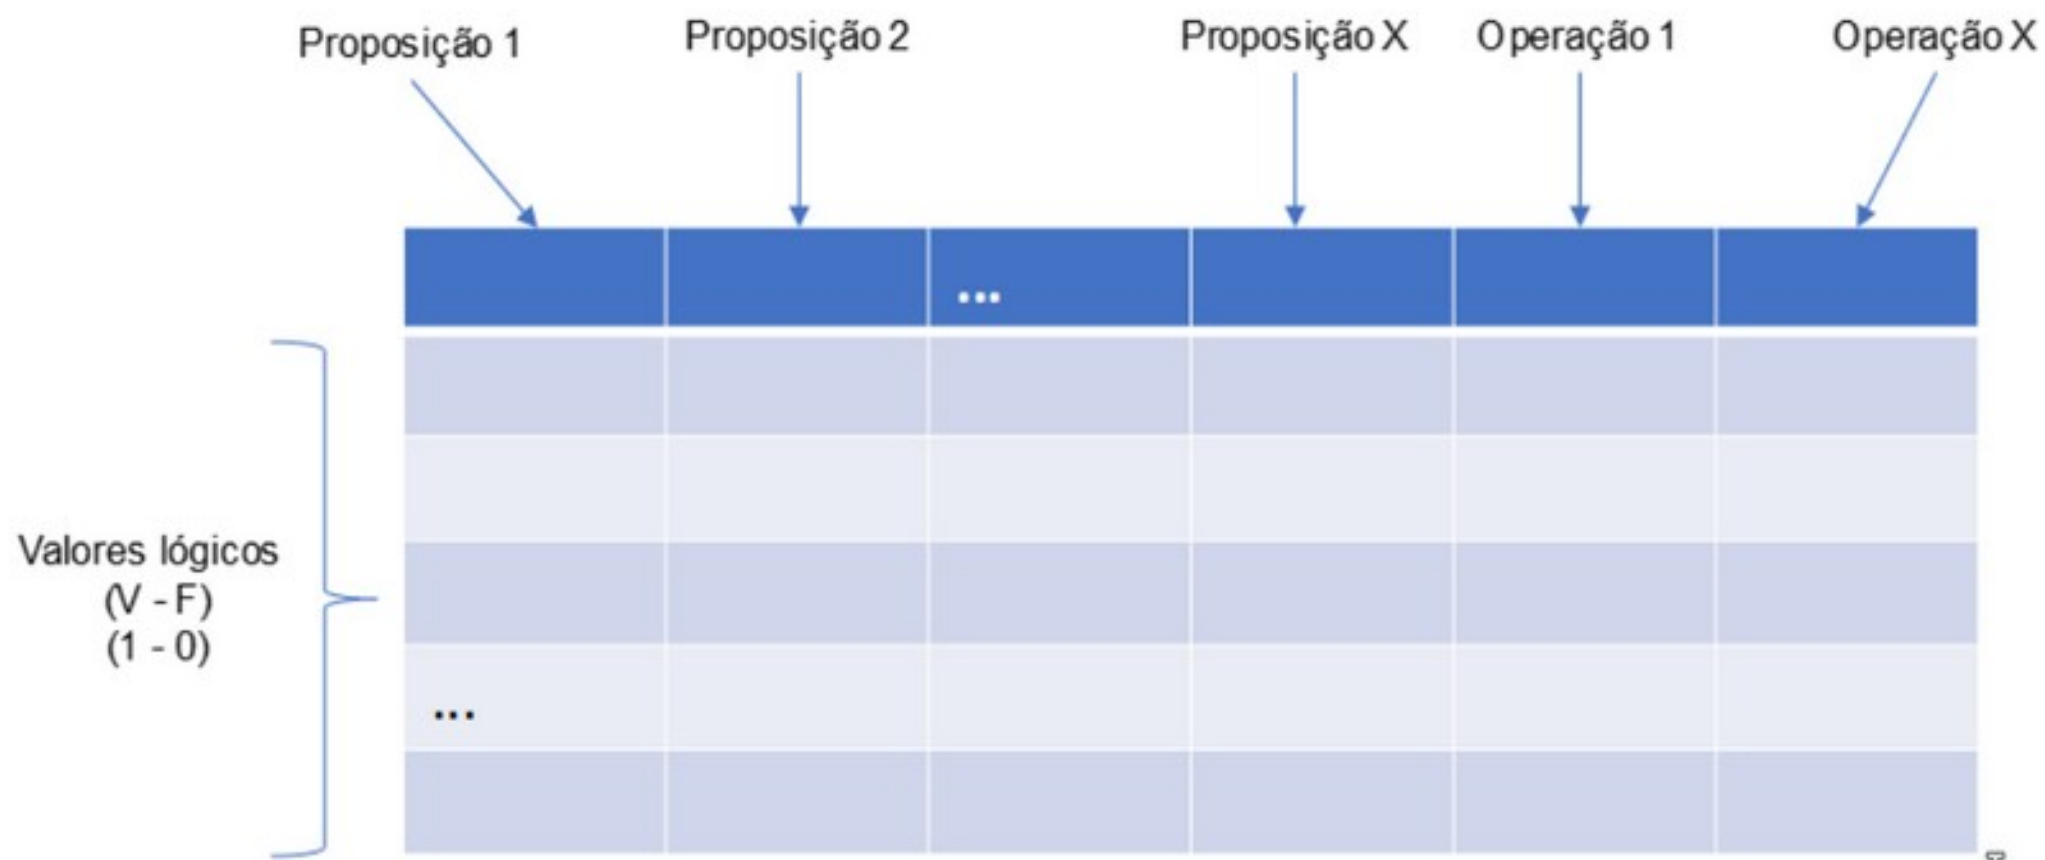 Proposição 1
Proposição 2
Proposição X
Operação 1
Operação X
...
Valores lógicos
(V - F)
(1 - 0)
...